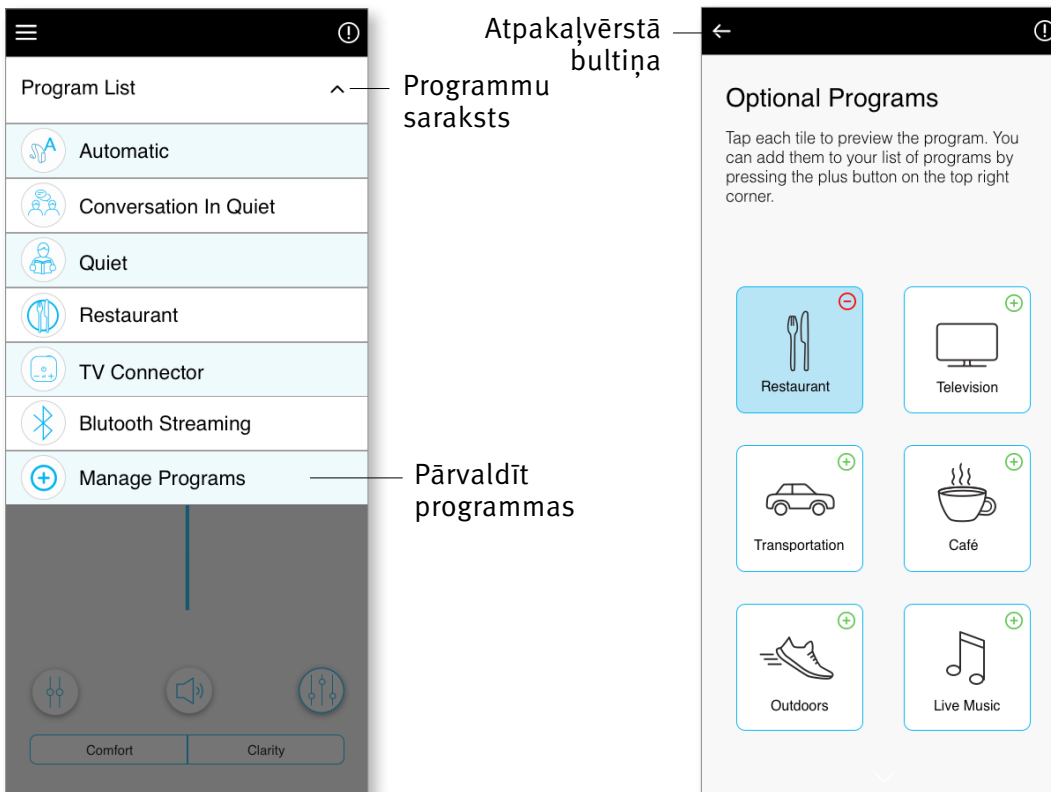 Program List
Automatic
Conversation In Quiet
Quiet
Restaurant
TV Connector
Blutooth Streaming
Manage Programs
Comfort
Clarity
Programmu
saraksts
Pārvaldīt
programmas
Atpakaļvērstā
bultiņa
Optional Programs
Tap each tile to preview the program. You
can add them to your list of programs by
pressing the plus button on the top right
corner.
Restaurant
Television
Transportation
Café
Outdoors
Live Music